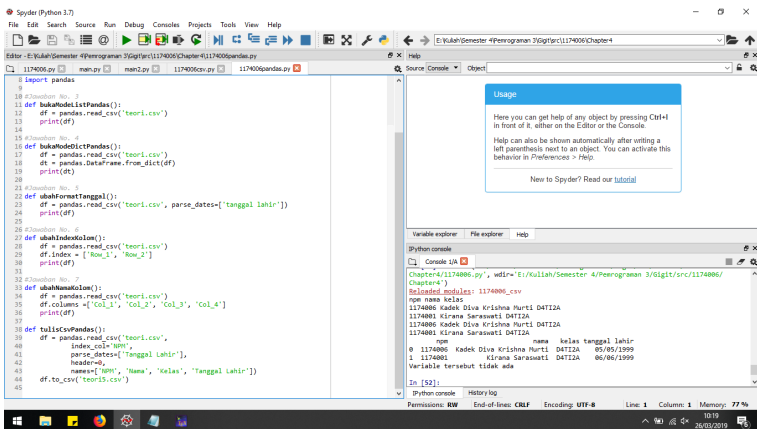 Spyder (Python 3.7)
File Edit Search Source Run Debug Consoles Projects Tools View Help
E:\Kuliah\Semester 4\Pemrograman 3\Gigit\src\1174006\Chapter4
Editor - E:\Kuliah\Semester 4\Pemrograman 3\Gigit\src\1174006\Chapter4\1174006pandas.py
1174006.py main.py main2.py 1174006csv.py 1174006pandas.py
8 import pandas
9
10 #Jawaban No. 3
11 def bukaModeListPandas():
12 df = pandas.read_csv('teori.csv')
13 print(df)
14
15 #Jawaban No. 4
16 def bukaModeDictPandas():
17 df = pandas.read_csv('teori.csv')
18 dt = pandas.DataFrame.from_dict(df)
19 print(dt)
20
21 #Jawaban No. 5
22 def ubahFormatTanggal():
23 df = pandas.read_csv('teori.csv', parse_dates=['tanggal lahir'])
24 print(df)
25
26 #Jawaban No. 6
27 def ubahIndexKolom():
28 df = pandas.read_csv('teori.csv')
29 df.index = ['Row_1', 'Row_2']
30 print(df)
31
32 #Jawaban No. 7
33 def ubahNamaKolom():
34 df = pandas.read_csv('teori.csv')
35 df.columns =['Col_1', 'Col_2', 'Col_3', 'Col_4']
36 print(df)
37
38 def tulisCsvPandas():
39 df = pandas.read_csv('teori.csv',
40 index_col='NPM',
41 parse_dates=['Tanggal Lahir'],
42 header=0,
43 names=['NPM', 'Nama', 'Kelas', 'Tanggal Lahir'])
44 df.to_csv('teori5.csv')
45
Help
Source Console Object
Usage
Here you can get help of any object by pressing Ctrl+I
in front of it, either on the Editor or the Console.
Help can also be shown automatically after writing a
left parenthesis next to an object. You can activate this
behavior in Preferences > Help.
New to Spyder? Read our tutorial
Variable explorer File explorer Help
IPython console
Console 1/A
Chapter4/1174006.py', wdir='E:/Kuliah/Semester 4/Pemrograman 3/Gigit/src/1174006/
Chapter4')
Reloaded modules: 1174006_csv
npm nama kelas
1174006 Kadek Diva Krishna Murti D4TI2A
1174001 Kirana Saraswati D4TI2A
1174006 Kadek Diva Krishna Murti D4TI2A
1174001 Kirana Saraswati D4TI2A
npm nama kelas tanggal lahir
0 1174006 Kadek Diva Krishna Murti D4TI2A 05/05/1999
1 1174001 Kirana Saraswati D4TI2A 06/06/1999
Variable tersebut tidak ada
In [52]:
IPython console History log
Permissions: RW End-of-lines: CRLF Encoding: UTF-8 Line: 1 Column: 1 Memory: 77 %
10:19
26/03/2019